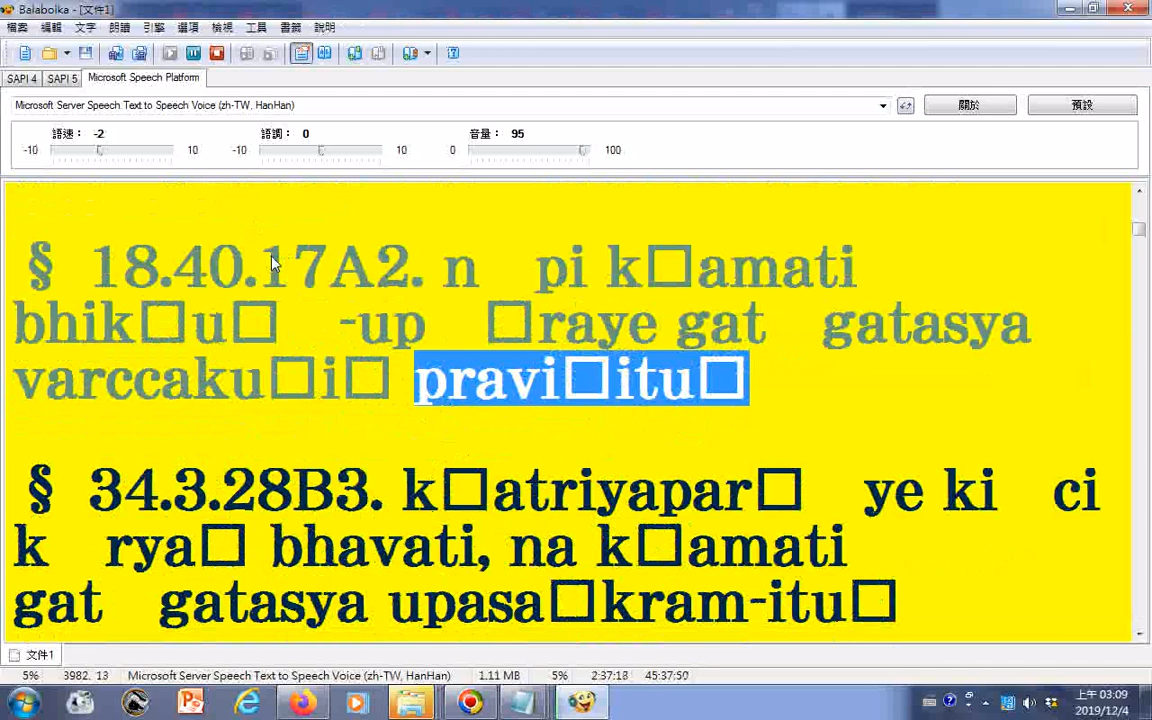 Balabolka - [文件1]
檔案 編輯 文字 朗讀 引擎 選項 檢視 工具 書籤 說明
SAPI 4 SAPI 5 Microsoft Speech Platform
Microsoft Server Speech Text to Speech Voice (zh-TW, HanHan) 關於 預設
語速： -2 語調： 0 音量： 95
-10 10 -10 10 0 100
§ 18.40.17A2. n pi k□amati
bhik□u□ -up □raye gat gatasya
varccaku□i□ pravi□itu□
§ 34.3.28B3. k□atriyapar□ ye ki ci
k rya□ bhavati, na k□amati
gat gatasya upasa□kram-itu□
文件1
5% 3982, 13 Microsoft Server Speech Text to Speech Voice (zh-TW, HanHan) 1.11 MB 5% 2:37:18 45:37:50
上午 03:09
2019/12/4